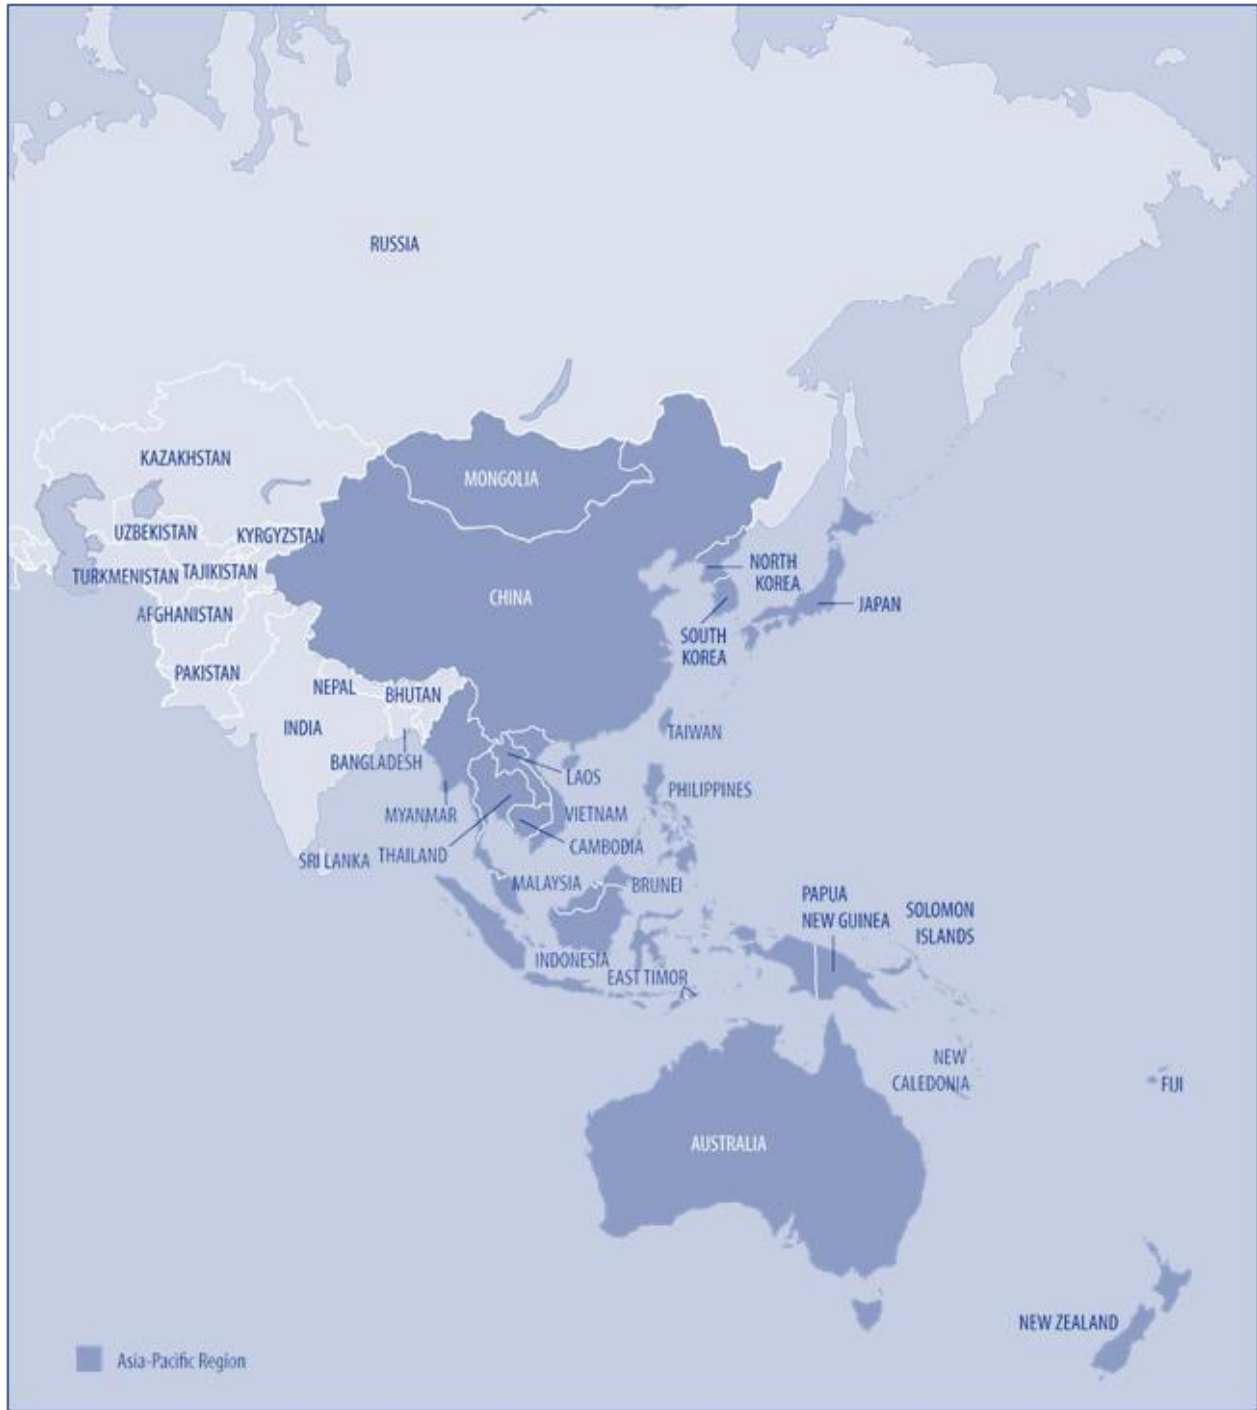 RUSSIA
KAZAKHSTAN
MONGOLIA
UZBEKISTAN
KYRGYZSTAN
TURKMENISTAN
TAJIKISTAN
NORTH
KOREA
CHINA
JAPAN
AFGHANISTAN
SOUTH
KOREA
PAKISTAN
NEPAL
BHUTAN
INDIA
TAIWAN
BANGLADESH
LAOS
PHILIPPINES
MYANMAR
VIETNAM
CAMBODIA
THAILAND
SRI LANKA
MALAYSIA
BRUNEI
PAPUA
NEW GUINEA
SOLOMON
ISLANDS
INDONESIA
EAST TIMOR
NEW
CALEDONIA
FIJI
AUSTRALIA
NEW ZEALAND
Asia-Pacific Region